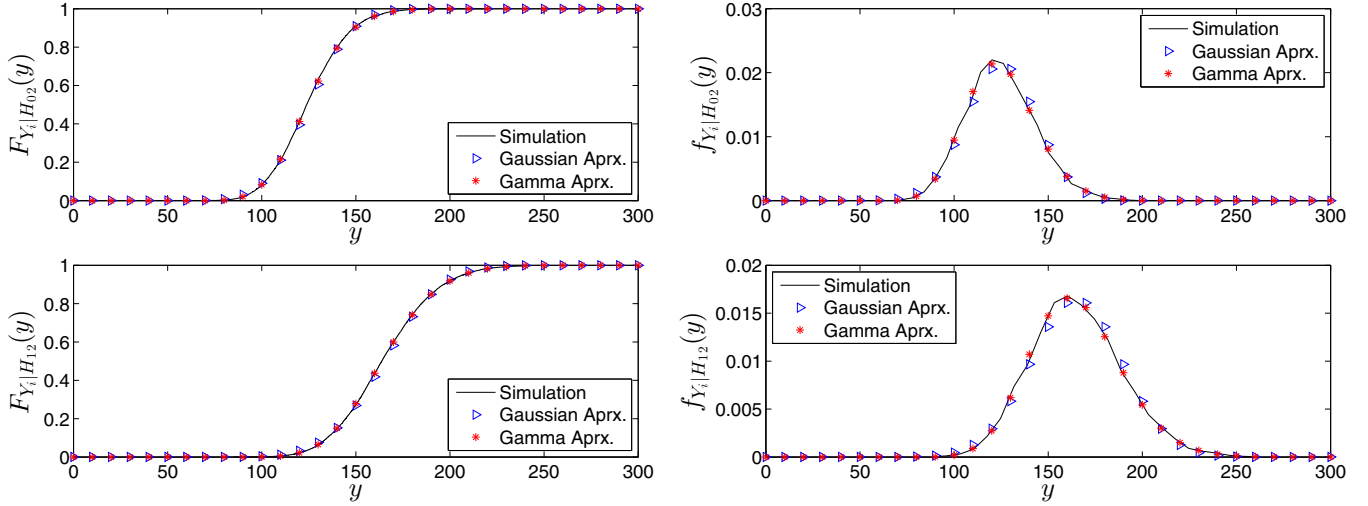 1
0.8
0.6
0.4
0.2
0
0 50 100 150 200 250 300
y
F_{Y_i|H_{02}}(y)
Simulation
Gaussian Aprx.
Gamma Aprx.
0.03
0.02
0.01
0
0 50 100 150 200 250 300
y
f_{Y_i|H_{02}}(y)
Simulation
Gaussian Aprx.
Gamma Aprx.
1
0.8
0.6
0.4
0.2
0
0 50 100 150 200 250 300
y
F_{Y_i|H_{12}}(y)
Simulation
Gaussian Aprx.
Gamma Aprx.
0.02
0.015
0.01
0.005
0
0 50 100 150 200 250 300
y
f_{Y_i|H_{12}}(y)
Simulation
Gaussian Aprx.
Gamma Aprx.